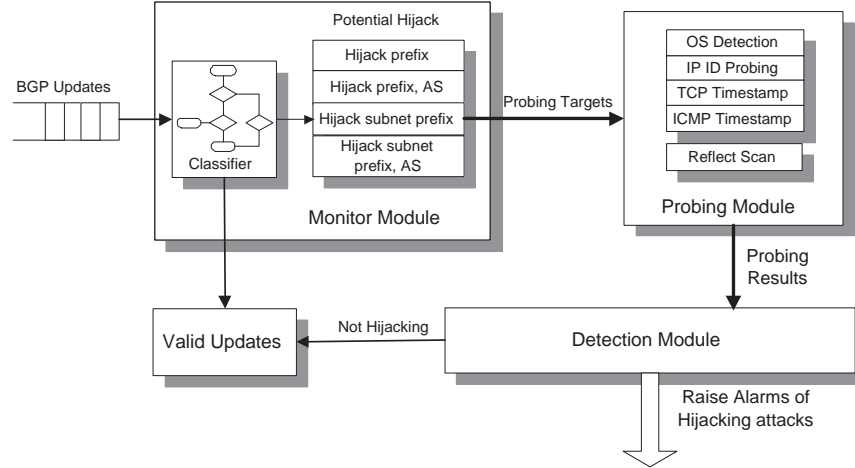 Potential Hijack
BGP Updates
Classifier
Hijack prefix
Hijack prefix, AS
Hijack subnet prefix
Hijack subnet
prefix, AS
Monitor Module
Probing Targets
OS Detection
IP ID Probing
TCP Timestamp
ICMP Timestamp
Reflect Scan
Probing Module
Probing
Results
Valid Updates
Not Hijacking
Detection Module
Raise Alarms of
Hijacking attacks